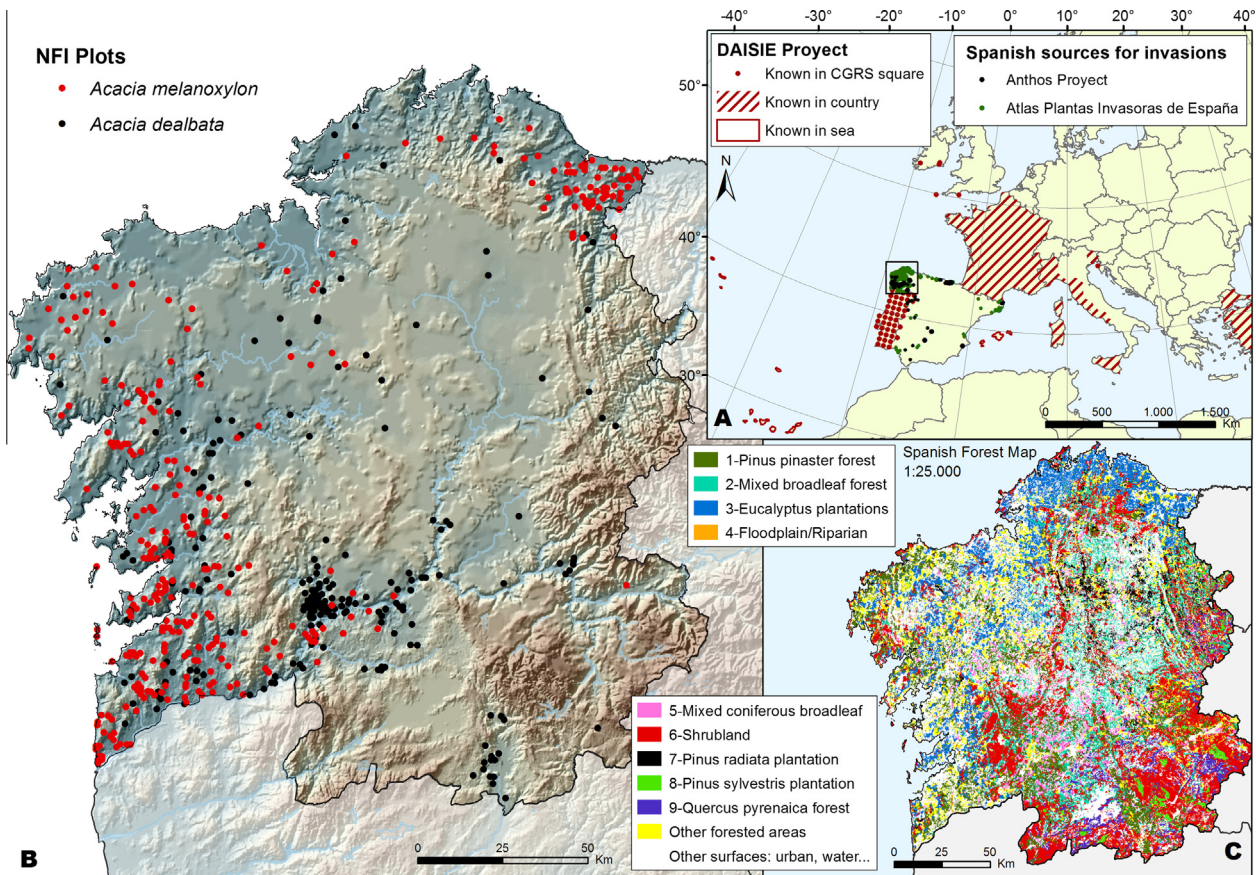 NFI Plots
Acacia melanoxylon
Acacia dealbata
-40° -30° -20° -10° 0° 10° 20° 30° 40°
DAISIE Proyect
Known in CGRS square
Known in country
Known in sea
Spanish sources for invasions
Anthos Proyect
Atlas Plantas Invasoras de España
50°
40°
30°
N
A
0 500 1.000 1.500
Km
1-Pinus pinaster forest
2-Mixed broadleaf forest
3-Eucalyptus plantations
4-Floodplain/Riparian
Spanish Forest Map
1:25.000
5-Mixed coniferous broadleaf
6-Shrubland
7-Pinus radiata plantation
8-Pinus sylvestris plantation
9-Quercus pyrenaica forest
Other forested areas
Other surfaces: urban, water...
B
0 25 50
Km
0 25 50
Km
C